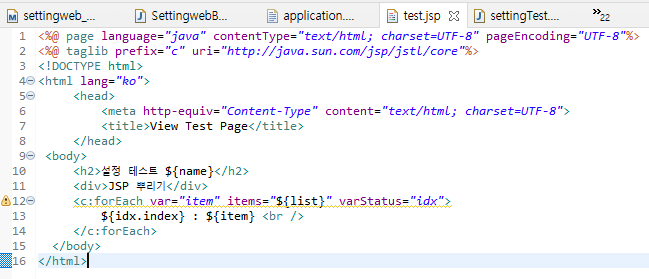 settingweb_... SettingwebB... application.... test.jsp settingTest.... »22
1 <%@ page language="java" contentType="text/html; charset=UTF-8" pageEncoding="UTF-8"%>
2 <%@ taglib prefix="c" uri="http://java.sun.com/jsp/jstl/core"%>
3 <!DOCTYPE html>
4 <html lang="ko">
5 <head>
6 <meta http-equiv="Content-Type" content="text/html; charset=UTF-8">
7 <title>View Test Page</title>
8 </head>
9 <body>
10 <h2>설정 테스트 ${name}</h2>
11 <div>JSP 뿌리기</div>
12 <c:forEach var="item" items="${list}" varStatus="idx">
13 ${idx.index} : ${item} <br />
14 </c:forEach>
15 </body>
16 </html>